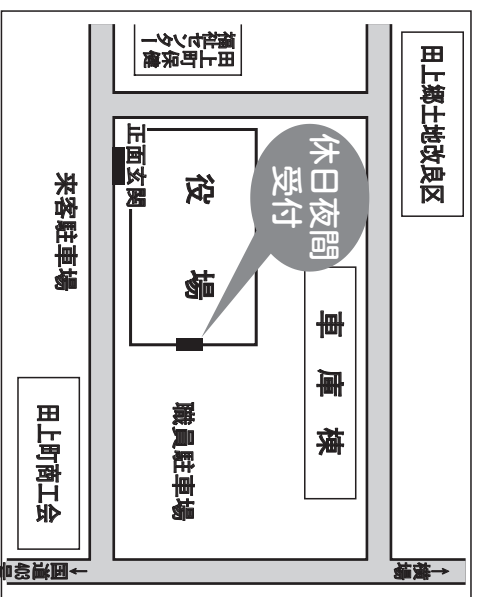 田上郷土地改良区
田上町保健
福祉センター
休日夜間
受付
役場
正面玄関
車庫棟
来客駐車場
職員駐車場
田上町商工会
→横場
←国道403号